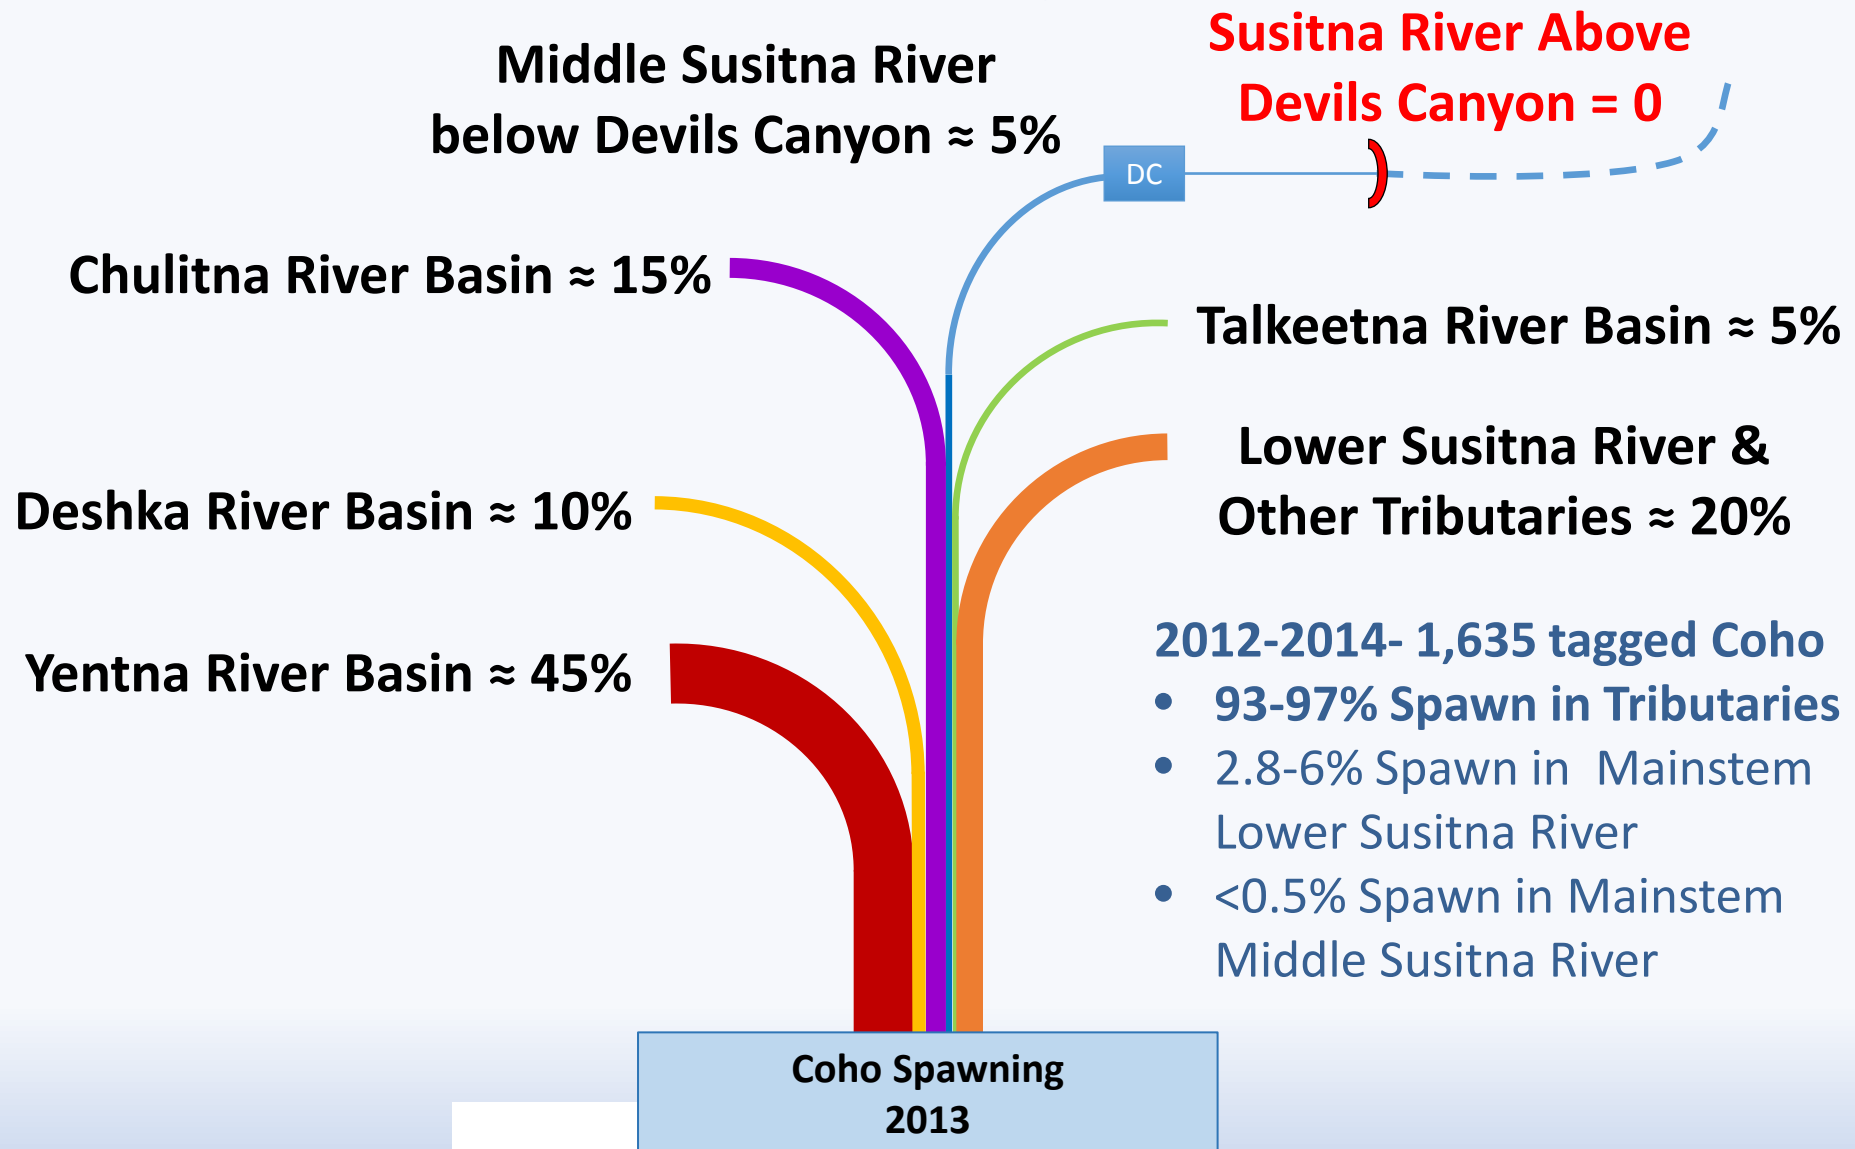 Susitna River Above
Devils Canyon = 0
Middle Susitna River
below Devils Canyon ≈ 5%
DC
Chulitna River Basin ≈ 15%
Talkeetna River Basin ≈ 5%
Lower Susitna River &
Other Tributaries ≈ 20%
Deshka River Basin ≈ 10%
Yentna River Basin ≈ 45%
2012-2014- 1,635 tagged Coho
• 93-97% Spawn in Tributaries
• 2.8-6% Spawn in Mainstem
Lower Susitna River
• <0.5% Spawn in Mainstem
Middle Susitna River
Coho Spawning
2013